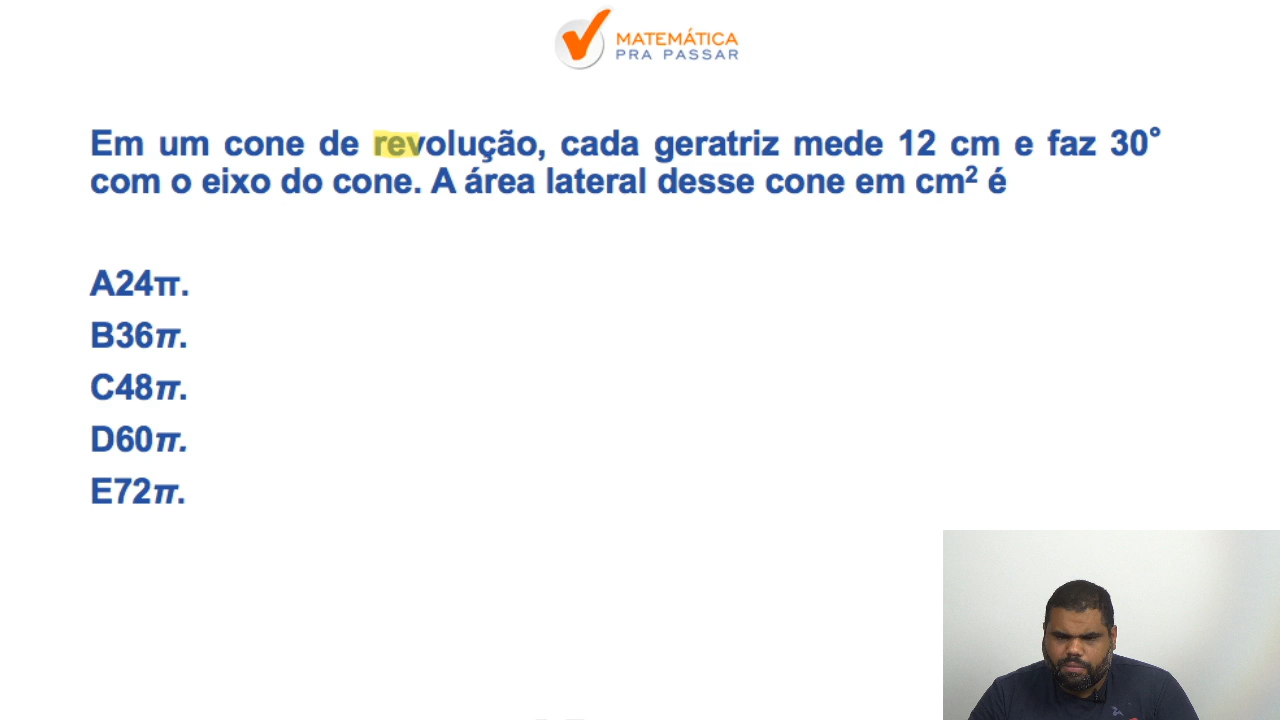 MATEMÁTICA
PRA PASSAR
Em um cone de revolução, cada geratriz mede 12 cm e faz 30°
com o eixo do cone. A área lateral desse cone em cm² é
A24π.
B36π.
C48π.
D60π.
E72π.